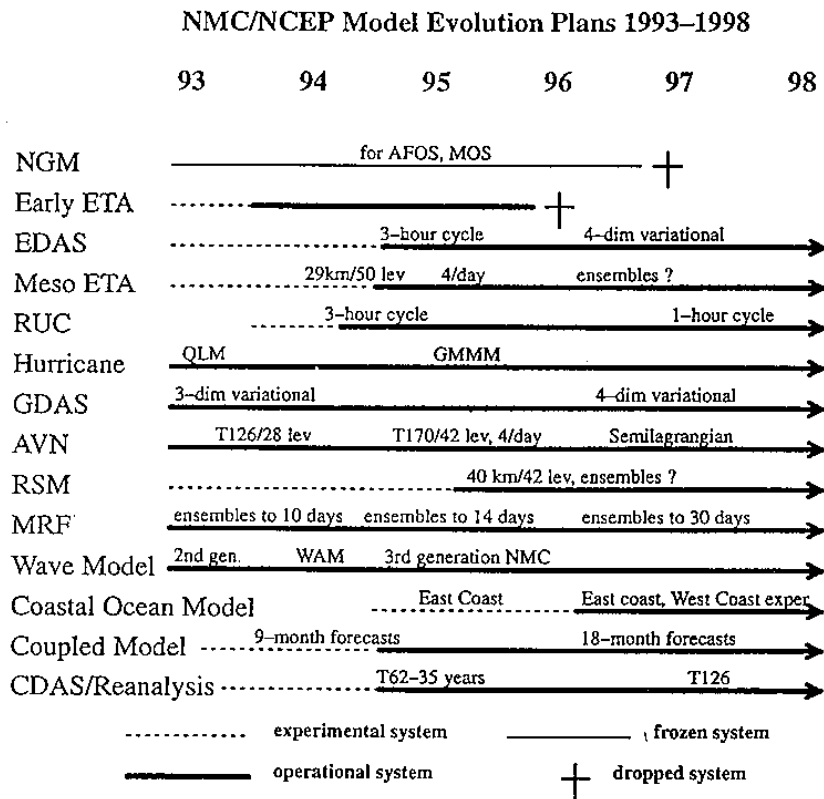 NMC/NCEP Model Evolution Plans 1993–1998
93 94 95 96 97 98
NGM for AFOS, MOS
Early ETA
EDAS 3–hour cycle 4–dim variational
Meso ETA 29km/50 lev 4/day ensembles ?
RUC 3–hour cycle 1–hour cycle
Hurricane QLM GMMM
GDAS 3–dim variational 4–dim variational
AVN T126/28 lev T170/42 lev, 4/day Semilagrangian
RSM 40 km/42 lev, ensembles ?
MRF ensembles to 10 days ensembles to 14 days ensembles to 30 days
Wave Model 2nd gen. WAM 3rd generation NMC
Coastal Ocean Model East Coast East coast, West Coast exper
Coupled Model 9–month forecasts 18–month forecasts
CDAS/Reanalysis T62–35 years T126
experimental system frozen system
operational system dropped system